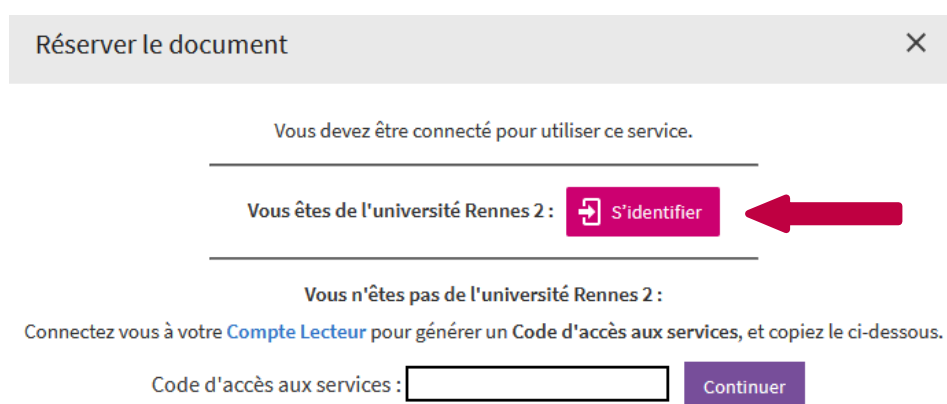 Réserver le document
Vous devez être connecté pour utiliser ce service.
Vous êtes de l'université Rennes 2 : S'identifier
Vous n'êtes pas de l'université Rennes 2 :
Connectez vous à votre Compte Lecteur pour générer un Code d'accès aux services, et copiez le ci-dessous.
Code d'accès aux services : Continuer